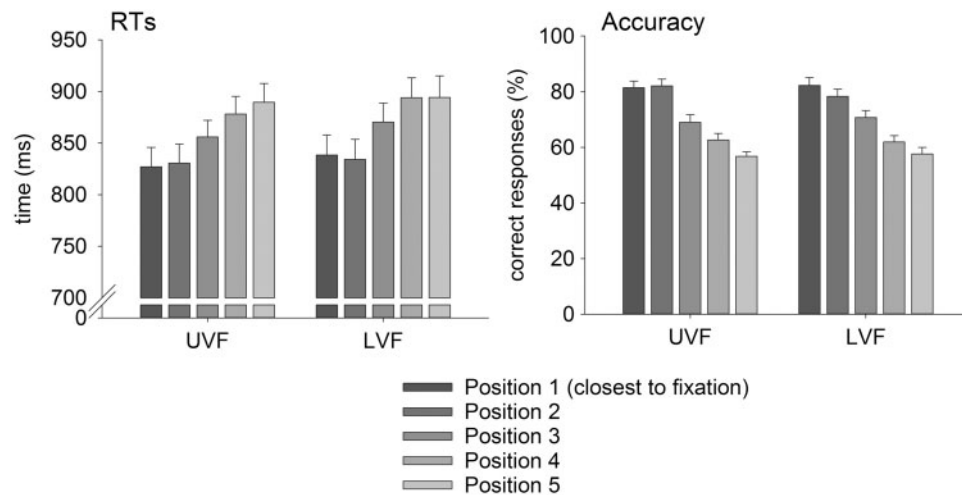 RTs
time (ms)
950
900
850
800
750
700
0
UVF LVF
Accuracy
correct responses (%)
100
80
60
40
20
0
UVF LVF
Position 1 (closest to fixation)
Position 2
Position 3
Position 4
Position 5